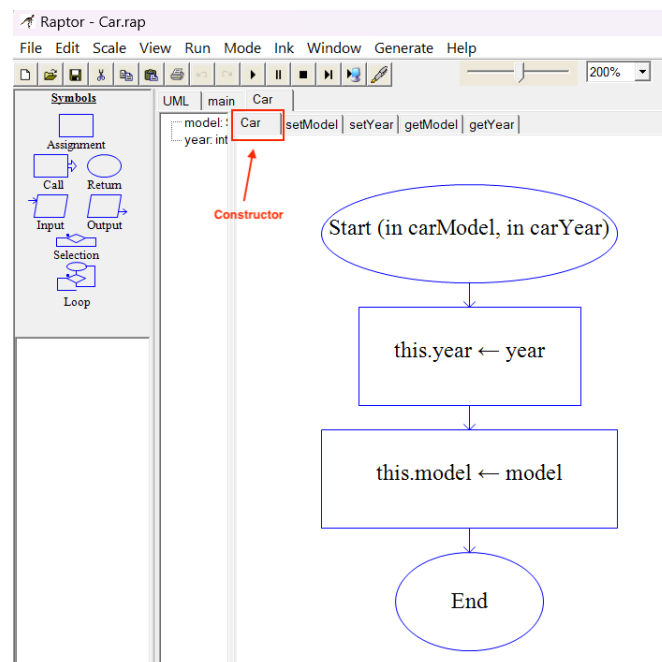 Raptor - Car.rap
File Edit Scale View Run Mode Ink Window Generate Help
200%
Symbols
Assignment
Call Return
Input Output
Selection
Loop
UML main Car
model: S
year: int
Car setModel setYear getModel getYear
Constructor
Start (in carModel, in carYear)
this.year ← year
this.model ← model
End